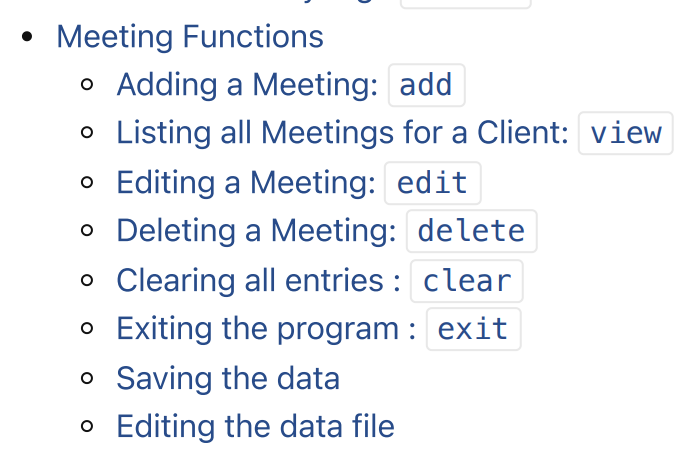 Meeting Functions
Adding a Meeting: add
Listing all Meetings for a Client: view
Editing a Meeting: edit
Deleting a Meeting: delete
Clearing all entries : clear
Exiting the program : exit
Saving the data
Editing the data file